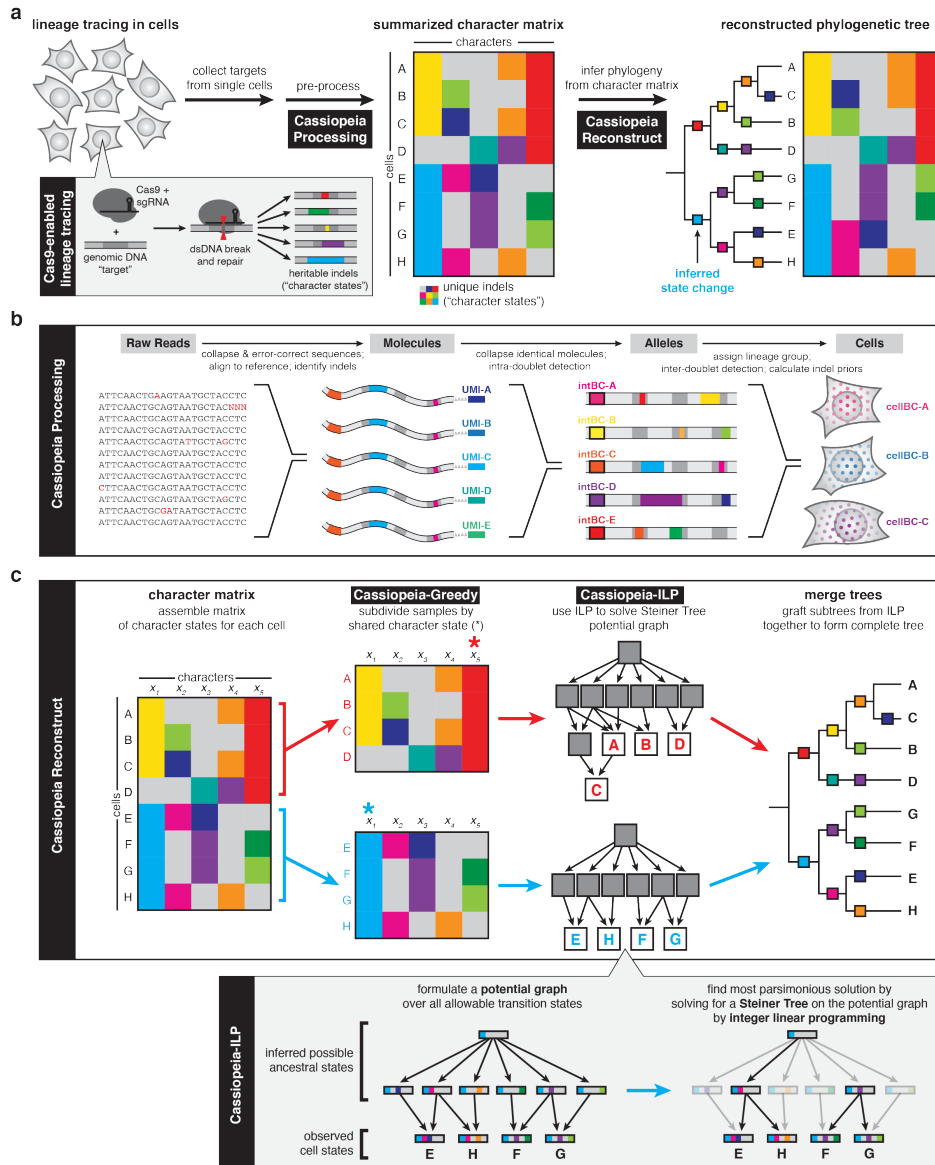 a
lineage tracing in cells
summarized character matrix
reconstructed phylogenetic tree
characters
collect targets
from single cells
pre-process
Cassiopeia
Processing
infer phylogeny
from character matrix
Cassiopeia
Reconstruct
cells
A
B
C
D
E
F
G
H
A
C
B
D
G
F
E
H
inferred
state change
unique indels
("character states")
Cas9-enabled
lineage tracing
Cas9 +
sgRNA
+
genomic DNA
"target"
dsDNA break
and repair
heritable indels
("character states")
b
Cassiopeia Processing
Raw Reads
Molecules
Alleles
Cells
collapse & error-correct sequences;
align to reference; identify indels
collapse identical molecules;
intra-doublet detection
assign lineage group;
inter-doublet detection; calculate indel priors
ATTCAACTGAAGTAATGCTACCTC
ATTCAACTGCAGTAATGCTACNNN
ATTCAACTGCAGTAATGCTACCTC
ATTCAACTGCAGTAATGCTACCTC
ATTCAACTGCAGTAATTTGCTAGCTC
ATTCAACTGCAGTAATGCTACCTC
ATTCAACTGCAGTAATGCTACCTC
ATTCAACTGCAGTAATGCTACCTC
CTTCAACTGCAGTAATGCTACCTC
ATTCAACTGCAGTAATGCTAGCTC
ATTCAACTGCGATAATGCTACCTC
ATTCAACTGCAGTAATGCTACCTC
AAAA UMI-A
AAAA UMI-B
AAAA UMI-C
AAAA UMI-D
AAAA UMI-E
intBC-A
intBC-B
intBC-C
intBC-D
intBC-E
cellBC-A
cellBC-B
cellBC-C
c
Cassiopeia Reconstruct
character matrix
assemble matrix
of character states for each cell
Cassiopeia-Greedy
subdivide samples by
shared character state (*)
Cassiopeia-ILP
use ILP to solve Steiner Tree
potential graph
merge trees
graft subtrees from ILP
together to form complete tree
characters
x1 x2 x3 x4 x5
cells
A
B
C
D
E
F
G
H
*
x1 x2 x3 x4 x5
A
B
C
D
*
x1 x2 x3 x4 x5
E
F
G
H
A B D
C
E H F G
A
C
B
D
G
F
E
H
Cassiopeia-ILP
formulate a potential graph
over all allowable transition states
find most parsimonious solution by
solving for a Steiner Tree on the potential graph
by integer linear programming
inferred possible
ancestral states
observed
cell states
E H F G
E H F G